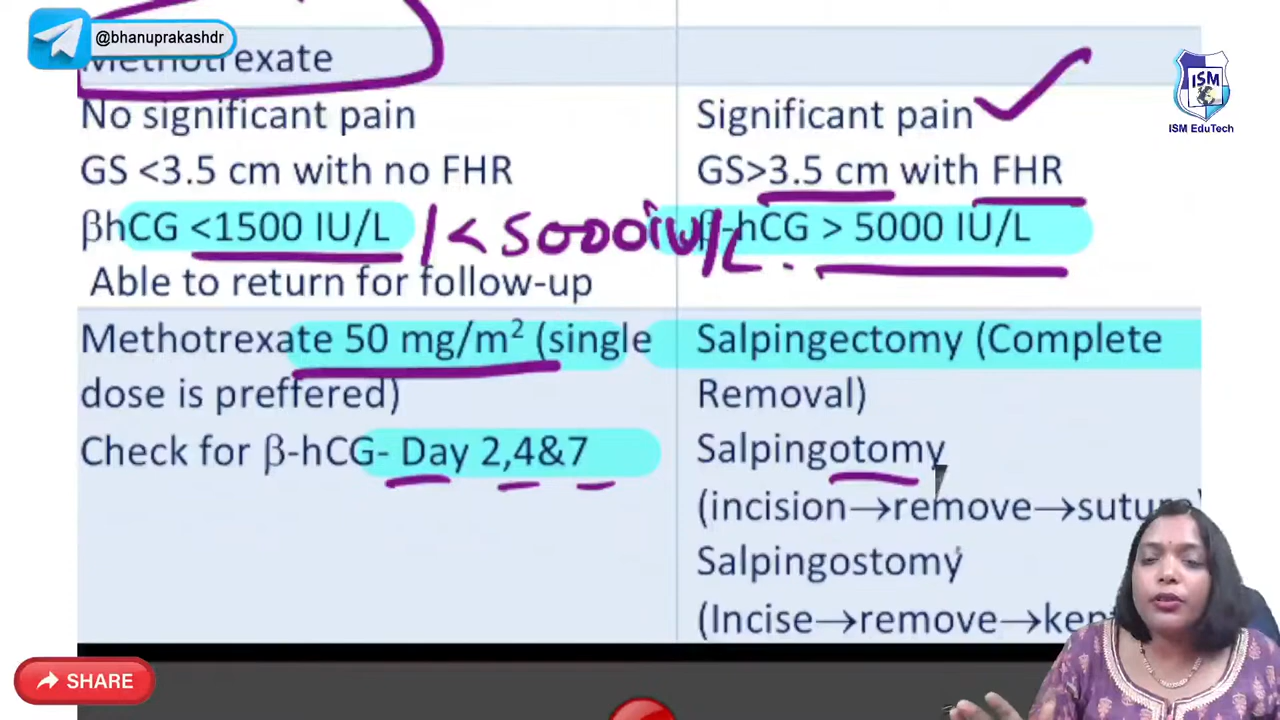 @bhanuprakashdr
Methotrexate
ISM
ISM EduTech
No significant pain
Significant pain
GS <3.5 cm with no FHR
GS>3.5 cm with FHR
βhCG <1500 IU/L / < 5000 IU/L
β-hCG > 5000 IU/L
Able to return for follow-up
Methotrexate 50 mg/m² (single
dose is preffered)
Check for β-hCG- Day 2,4&7
Salpingectomy (Complete
Removal)
Salpingotomy
(incision→remove→suture)
Salpingostomy
(Incise→remove→
SHARE